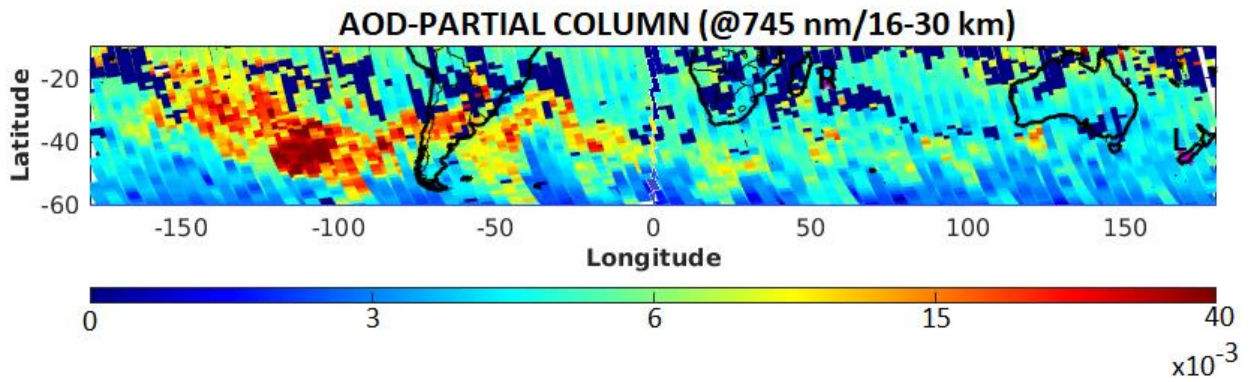 AOD-PARTIAL COLUMN (@745 nm/16-30 km)
-20
-40
-60
Latitude
R
L
-150 -100 -50 0 50 100 150
Longitude
0 3 6 15 40
x10-3